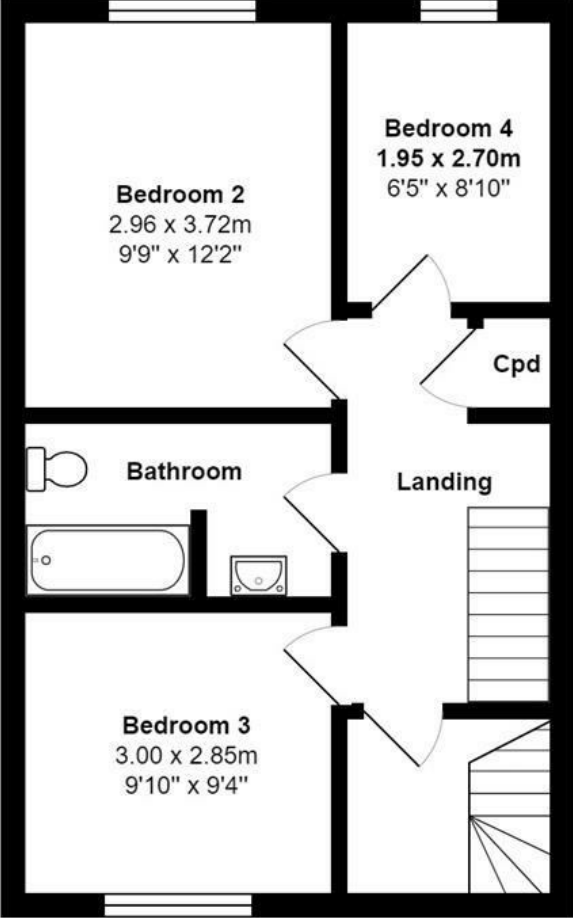 Bedroom 4
1.95 x 2.70m
6'5" x 8'10"
Bedroom 2
2.96 x 3.72m
9'9" x 12'2"
Cpd
Bathroom
Landing
Bedroom 3
3.00 x 2.85m
9'10" x 9'4"